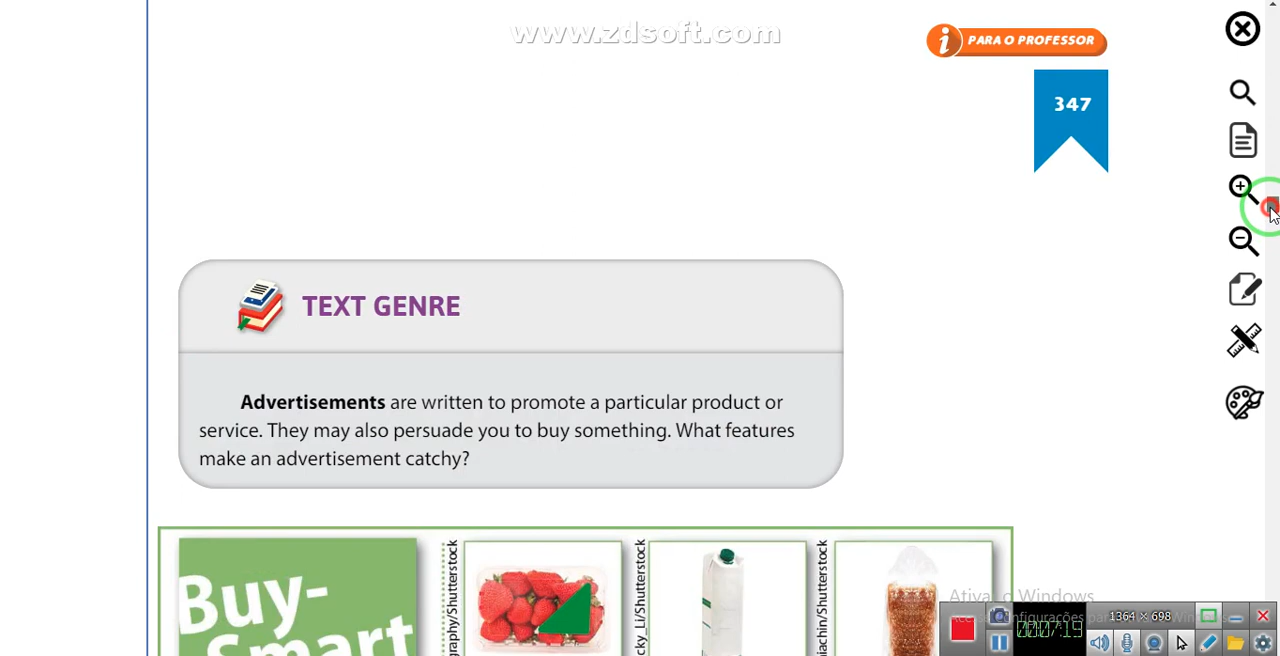 www.zdsoft.com
i PARA O PROFESSOR
347
TEXT GENRE
Advertisements are written to promote a particular product or
service. They may also persuade you to buy something. What features
make an advertisement catchy?
Buy-
Smart
graphy/Shutterstock
cky_Li/Shutterstock
iachin/Shutterstock
Ativar o Windows
1364 × 698